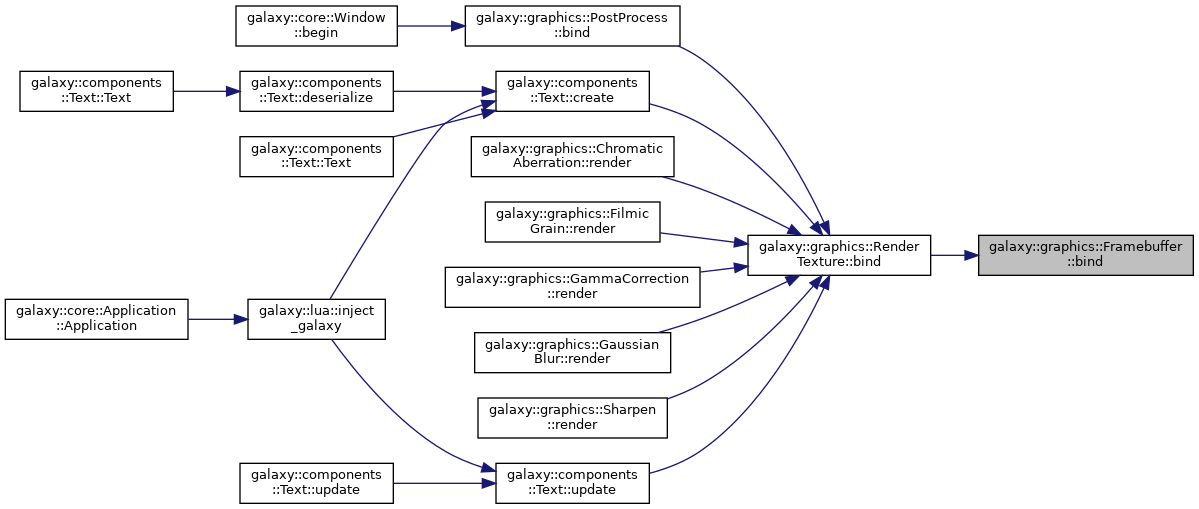 galaxy::core::Window
::begin
galaxy::graphics::PostProcess
::bind
galaxy::components
::Text::Text
galaxy::components
::Text::deserialize
galaxy::components
::Text::create
galaxy::components
::Text::Text
galaxy::graphics::Chromatic
Aberration::render
galaxy::graphics::Filmic
Grain::render
galaxy::graphics::Render
Texture::bind
galaxy::graphics::Framebuffer
::bind
galaxy::graphics::GammaCorrection
::render
galaxy::core::Application
::Application
galaxy::lua::inject
_galaxy
galaxy::graphics::Gaussian
Blur::render
galaxy::graphics::Sharpen
::render
galaxy::components
::Text::update
galaxy::components
::Text::update